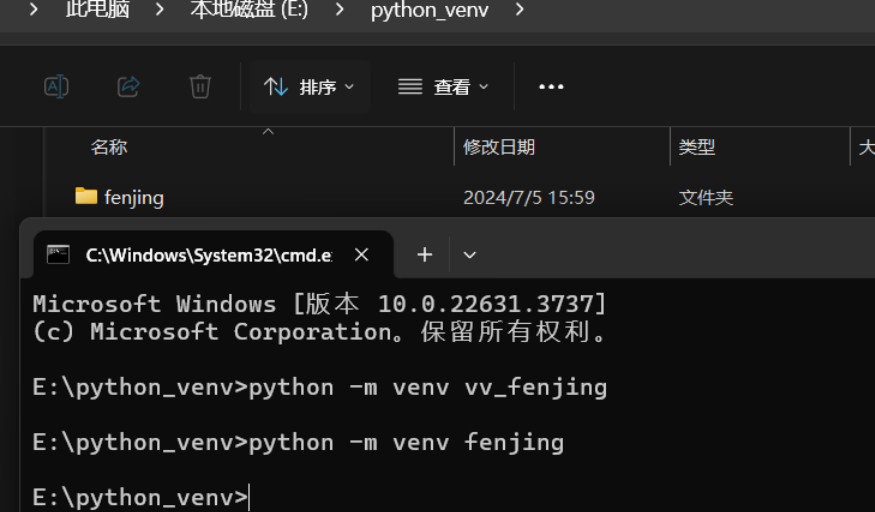 此电脑 本地磁盘 (E:) python_venv
排序 查看
名称 修改日期 类型 大
fenjing 2024/7/5 15:59 文件夹
C:\Windows\System32\cmd.e
Microsoft Windows [版本 10.0.22631.3737]
(c) Microsoft Corporation。保留所有权利。
E:\python_venv>python -m venv vv_fenjing
E:\python_venv>python -m venv fenjing
E:\python_venv>